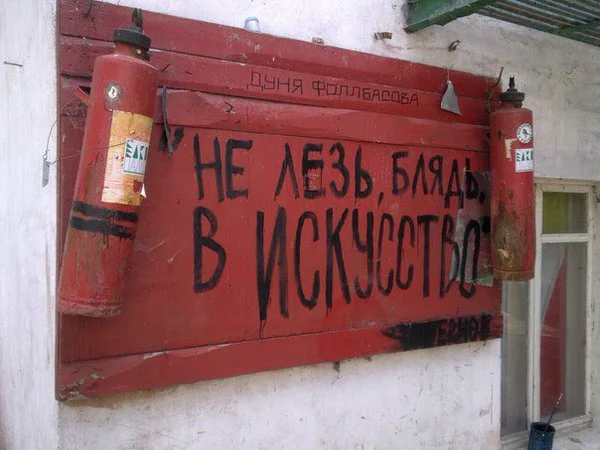 ДУНЯ ФОЛЛБАСОВА
"НЕ ЛЕЗЬ, БЛЯДЬ,
В ИСКУССТВО"